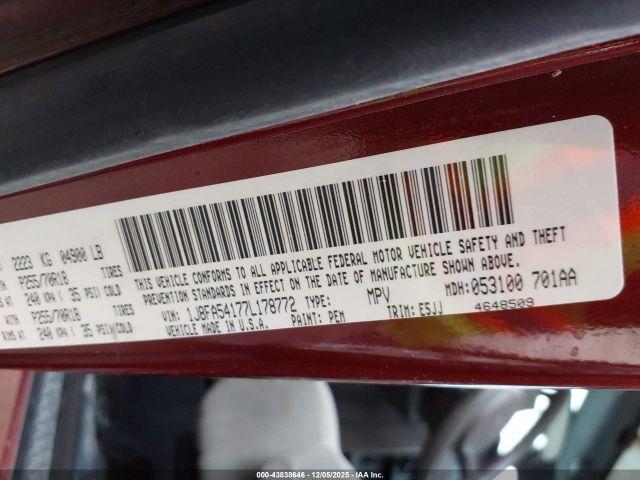 2223 KG 04900 LB
P255/70R18 TIRES
240 KPA ( 35 PSI) COLD
P255/70R18 TIRES
RIMS AT 240 KPA ( 35 PSI) COLD
THIS VEHICLE CONFORMS TO ALL APPLICABLE FEDERAL MOTOR VEHICLE SAFETY AND THEFT
PREVENTION STANDARDS IN EFFECT ON THE DATE OF MANUFACTURE SHOWN ABOVE.
VIN: 1J8FA54177L178772 TYPE: MPV MDH:053100 701AA
MADE IN U.S.A. PAINT: PEM TRIM: E5JJ 4648509
000-43838646 | 12/05/2025 - IAA Inc.